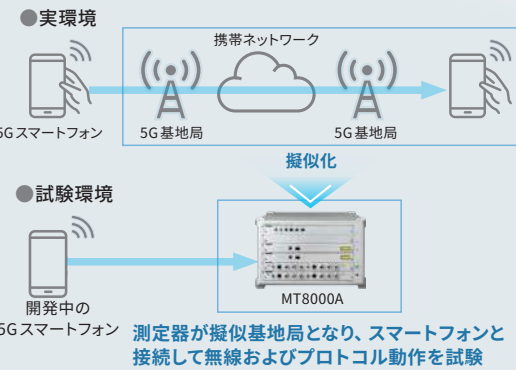 ●実環境
携帯ネットワーク
5Gスマートフォン
5G基地局
5G基地局
擬似化
●試験環境
MT8000A
開発中の
5Gスマートフォン
測定器が擬似基地局となり、スマートフォンと
接続して無線およびプロトコル動作を試験